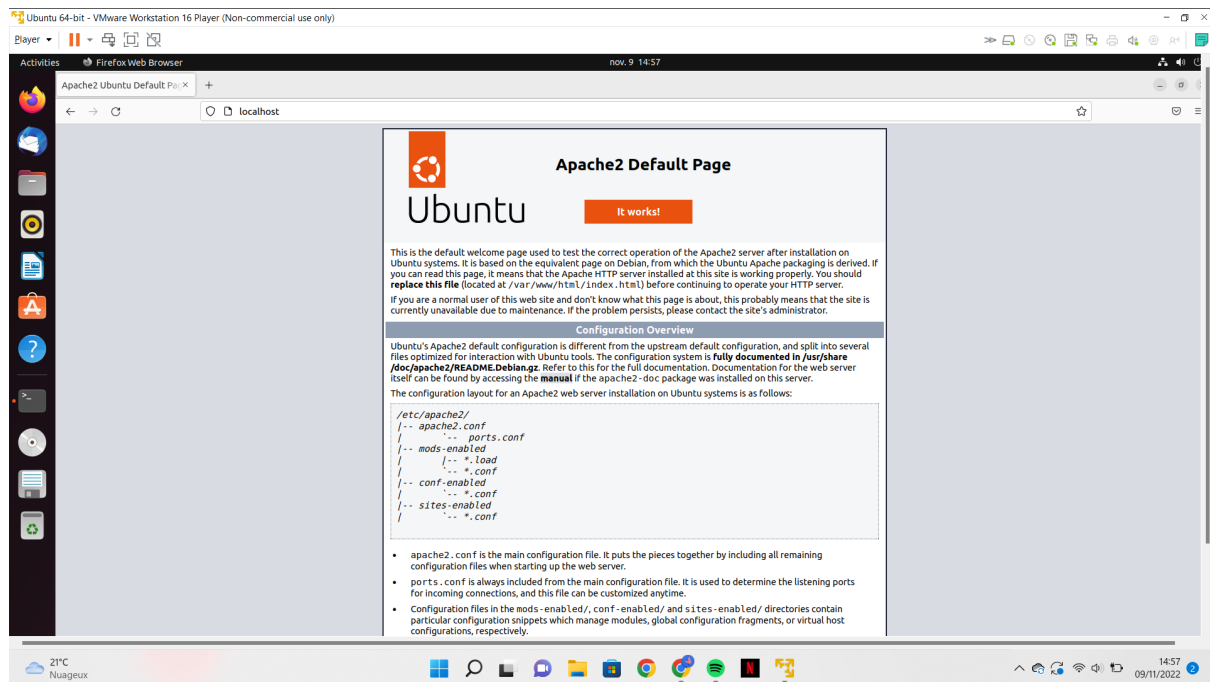 Ubuntu 64-bit - VMware Workstation 16 Player (Non-commercial use only)
Player
Activities Firefox Web Browser nov. 9 14:57
Apache2 Ubuntu Default Pa
localhost
Ubuntu
Apache2 Default Page
It works!
This is the default welcome page used to test the correct operation of the Apache2 server after installation on
Ubuntu systems. It is based on the equivalent page on Debian, from which the Ubuntu Apache packaging is derived. If
you can read this page, it means that the Apache HTTP server installed at this site is working properly. You should
replace this file (located at /var/www/html/index.html) before continuing to operate your HTTP server.
If you are a normal user of this web site and don't know what this page is about, this probably means that the site is
currently unavailable due to maintenance. If the problem persists, please contact the site's administrator.
Configuration Overview
Ubuntu's Apache2 default configuration is different from the upstream default configuration, and split into several
files optimized for interaction with Ubuntu tools. The configuration system is fully documented in /usr/share
/doc/apache2/README.Debian.gz. Refer to this for the full documentation. Documentation for the web server
itself can be found by accessing the manual if the apache2-doc package was installed on this server.
The configuration layout for an Apache2 web server installation on Ubuntu systems is as follows:
/etc/apache2/
|-- apache2.conf
| `-- ports.conf
|-- mods-enabled
| |-- *.load
| `-- *.conf
|-- conf-enabled
| `-- *.conf
|-- sites-enabled
| `-- *.conf
• apache2.conf is the main configuration file. It puts the pieces together by including all remaining
configuration files when starting up the web server.
• ports.conf is always included from the main configuration file. It is used to determine the listening ports
for incoming connections, and this file can be customized anytime.
• Configuration files in the mods-enabled/, conf-enabled/ and sites-enabled/ directories contain
particular configuration snippets which manage modules, global configuration fragments, or virtual host
configurations, respectively.
21°C
Nuageux
14:57
09/11/2022
2